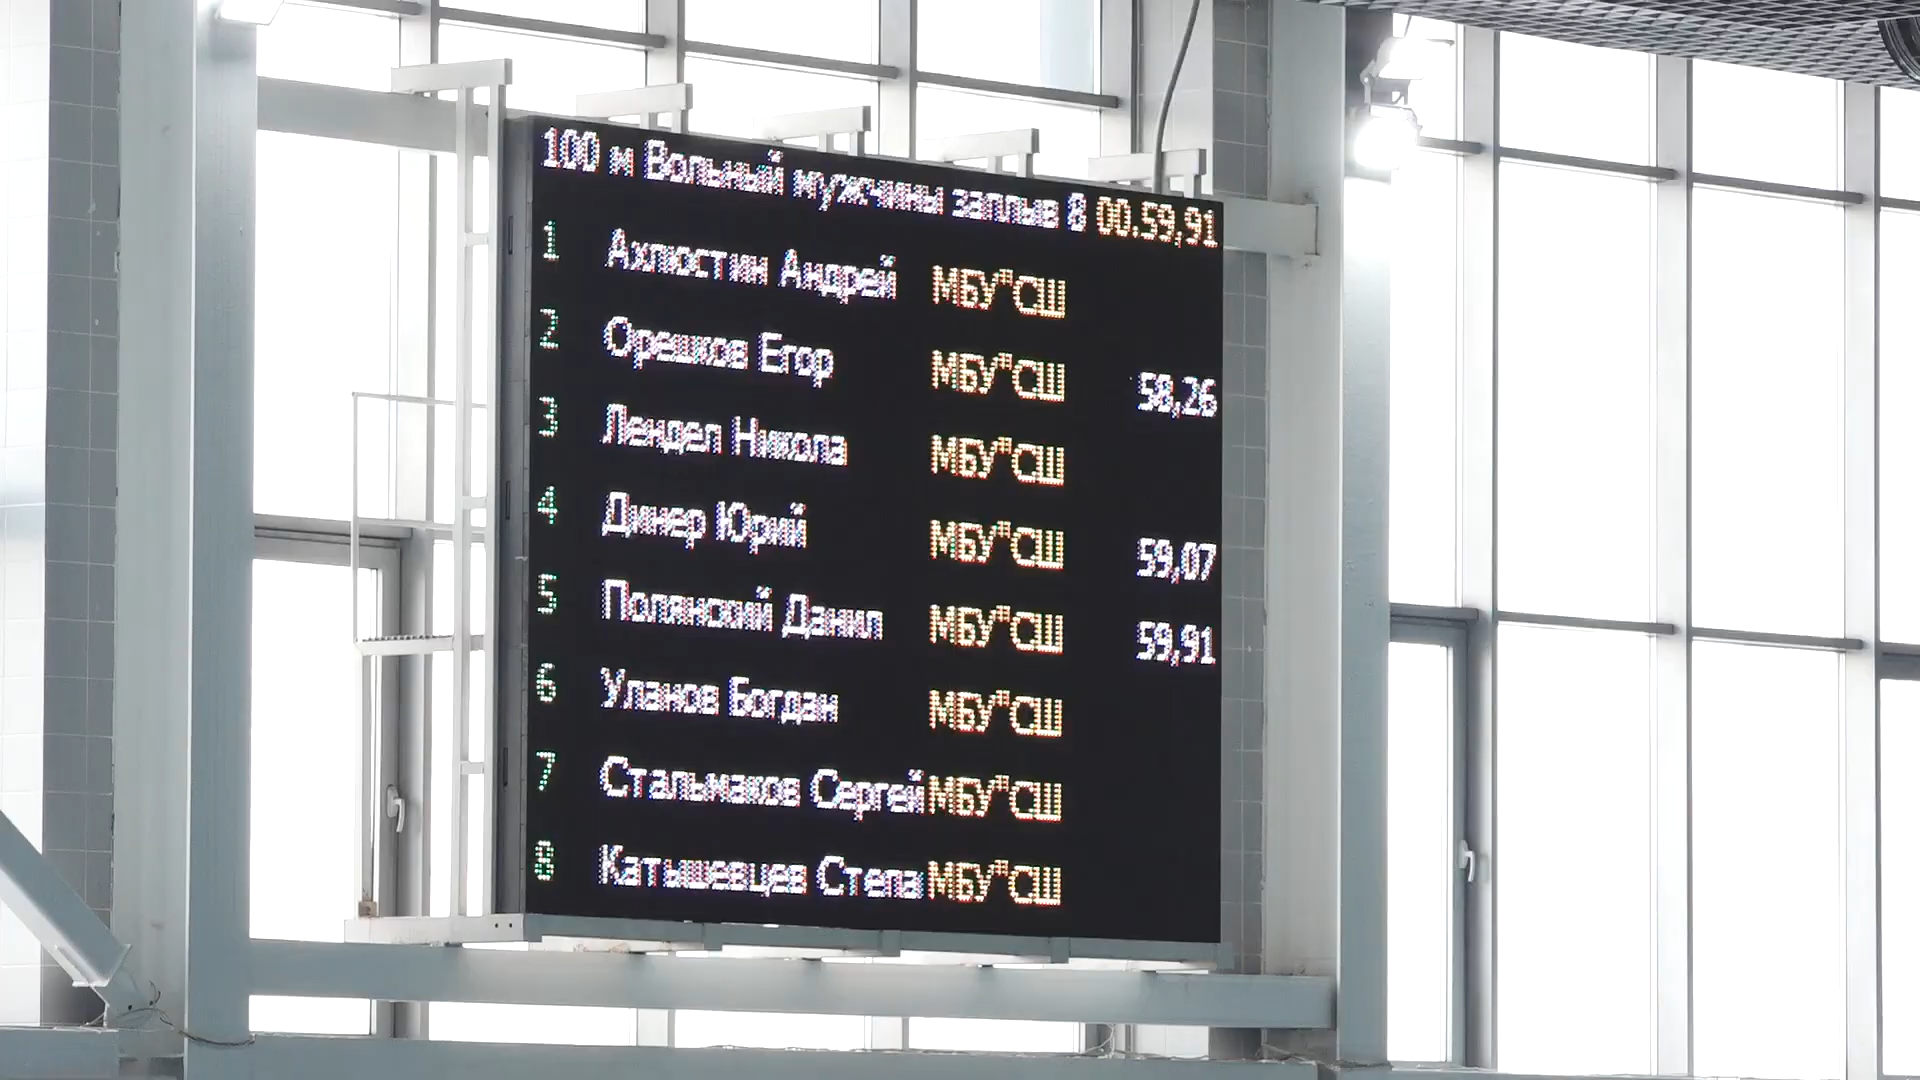 100 м Вольный мужчины заплыв 8 00.59,91
1 Ахлюстин Андрей МБУ"СШ
2 Орешков Егор МБУ"СШ 58,26
3 Лендел Никола МБУ"СШ
4 Динер Юрий МБУ"СШ 59,07
5 Полянский Данил МБУ"СШ 59,91
6 Уланов Богдан МБУ"СШ
7 Стальмаков Сергей МБУ"СШ
8 Катышевцев Степа МБУ"СШ